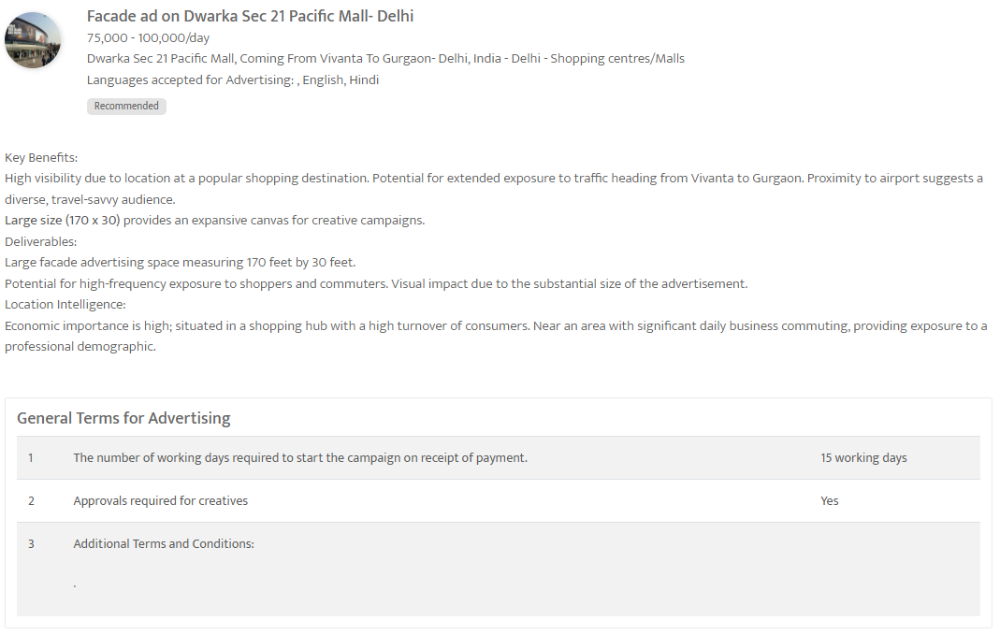 Facade ad on Dwarka Sec 21 Pacific Mall- Delhi
75,000 - 100,000/day
Dwarka Sec 21 Pacific Mall, Coming From Vivanta To Gurgaon- Delhi, India - Delhi - Shopping centres/Malls
Languages accepted for Advertising: , English, Hindi
Recommended
Key Benefits:
High visibility due to location at a popular shopping destination. Potential for extended exposure to traffic heading from Vivanta to Gurgaon. Proximity to airport suggests a
diverse, travel-savvy audience.
Large size (170 x 30) provides an expansive canvas for creative campaigns.
Deliverables:
Large facade advertising space measuring 170 feet by 30 feet.
Potential for high-frequency exposure to shoppers and commuters. Visual impact due to the substantial size of the advertisement.
Location Intelligence:
Economic importance is high; situated in a shopping hub with a high turnover of consumers. Near an area with significant daily business commuting, providing exposure to a
professional demographic.
General Terms for Advertising
1 The number of working days required to start the campaign on receipt of payment. 15 working days
2 Approvals required for creatives Yes
3 Additional Terms and Conditions:
.